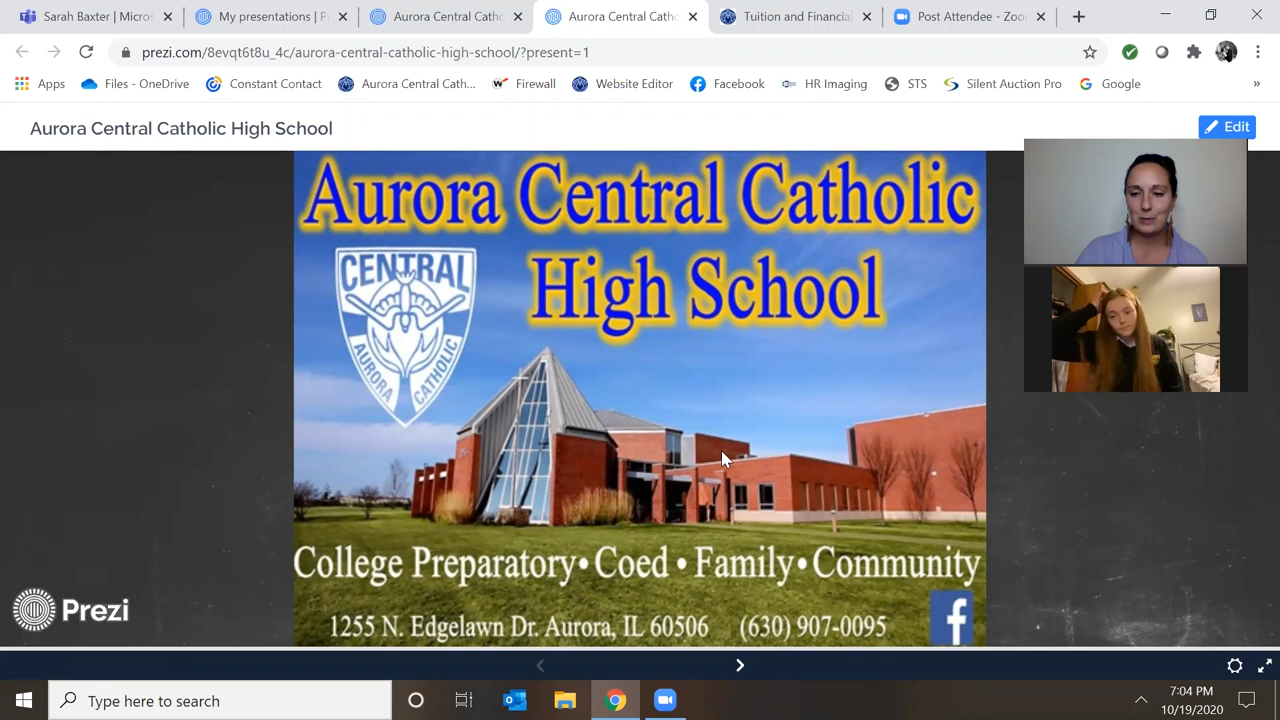 Sarah Baxter | Micros
My presentations | P
Aurora Central Catho
Aurora Central Catho
Tuition and Financial
Post Attendee - Zoo
prezi.com/8evqt6t8u_4c/aurora-central-catholic-high-school/?present=1
Apps
Files - OneDrive
Constant Contact
Aurora Central Cath...
Firewall
Website Editor
Facebook
HR Imaging
STS
Silent Auction Pro
Google
»
Aurora Central Catholic High School
Edit
Aurora Central Catholic
High School
CENTRAL
AURORA
CATHOLIC
College Preparatory• Coed • Family• Community
1255 N. Edgelawn Dr. Aurora, IL 60506 (630) 907-0095
Prezi
Type here to search
7:04 PM
10/19/2020